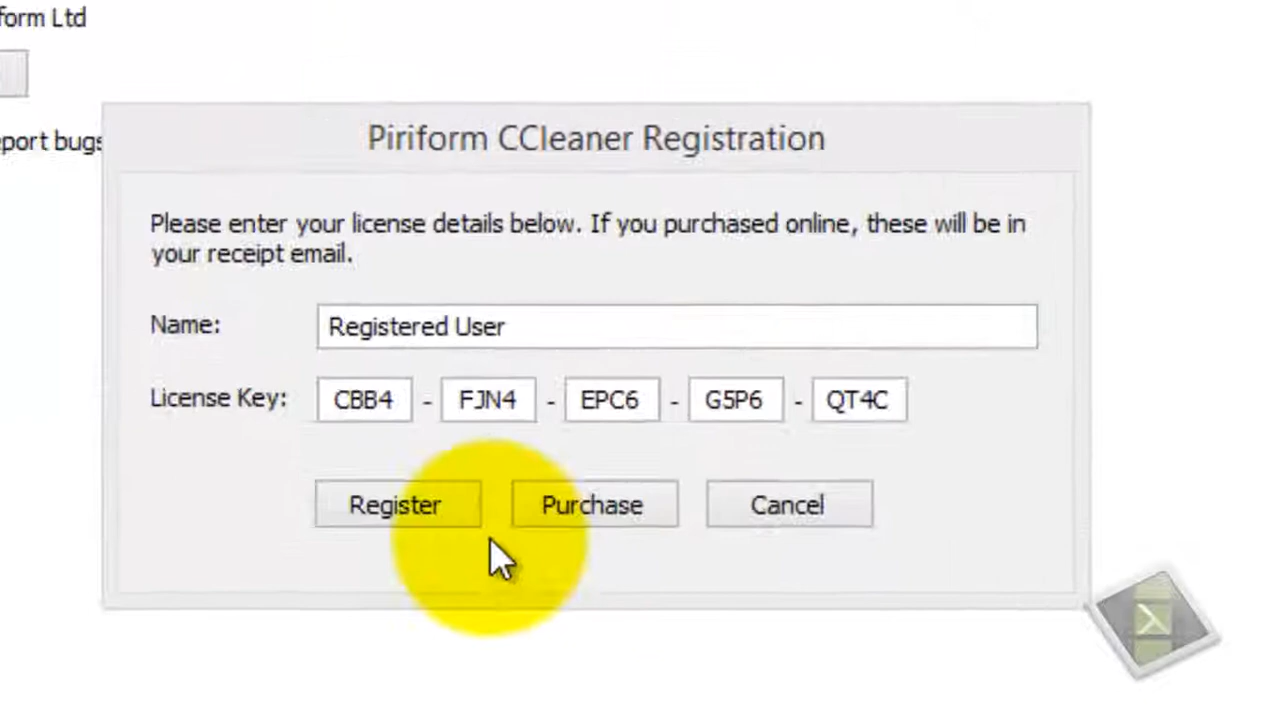 form Ltd
port bugs
Piriform CCleaner Registration
Please enter your license details below. If you purchased online, these will be in
your receipt email.
Name: Registered User
License Key: CBB4 - FJN4 - EPC6 - G5P6 - QT4C
Register Purchase Cancel